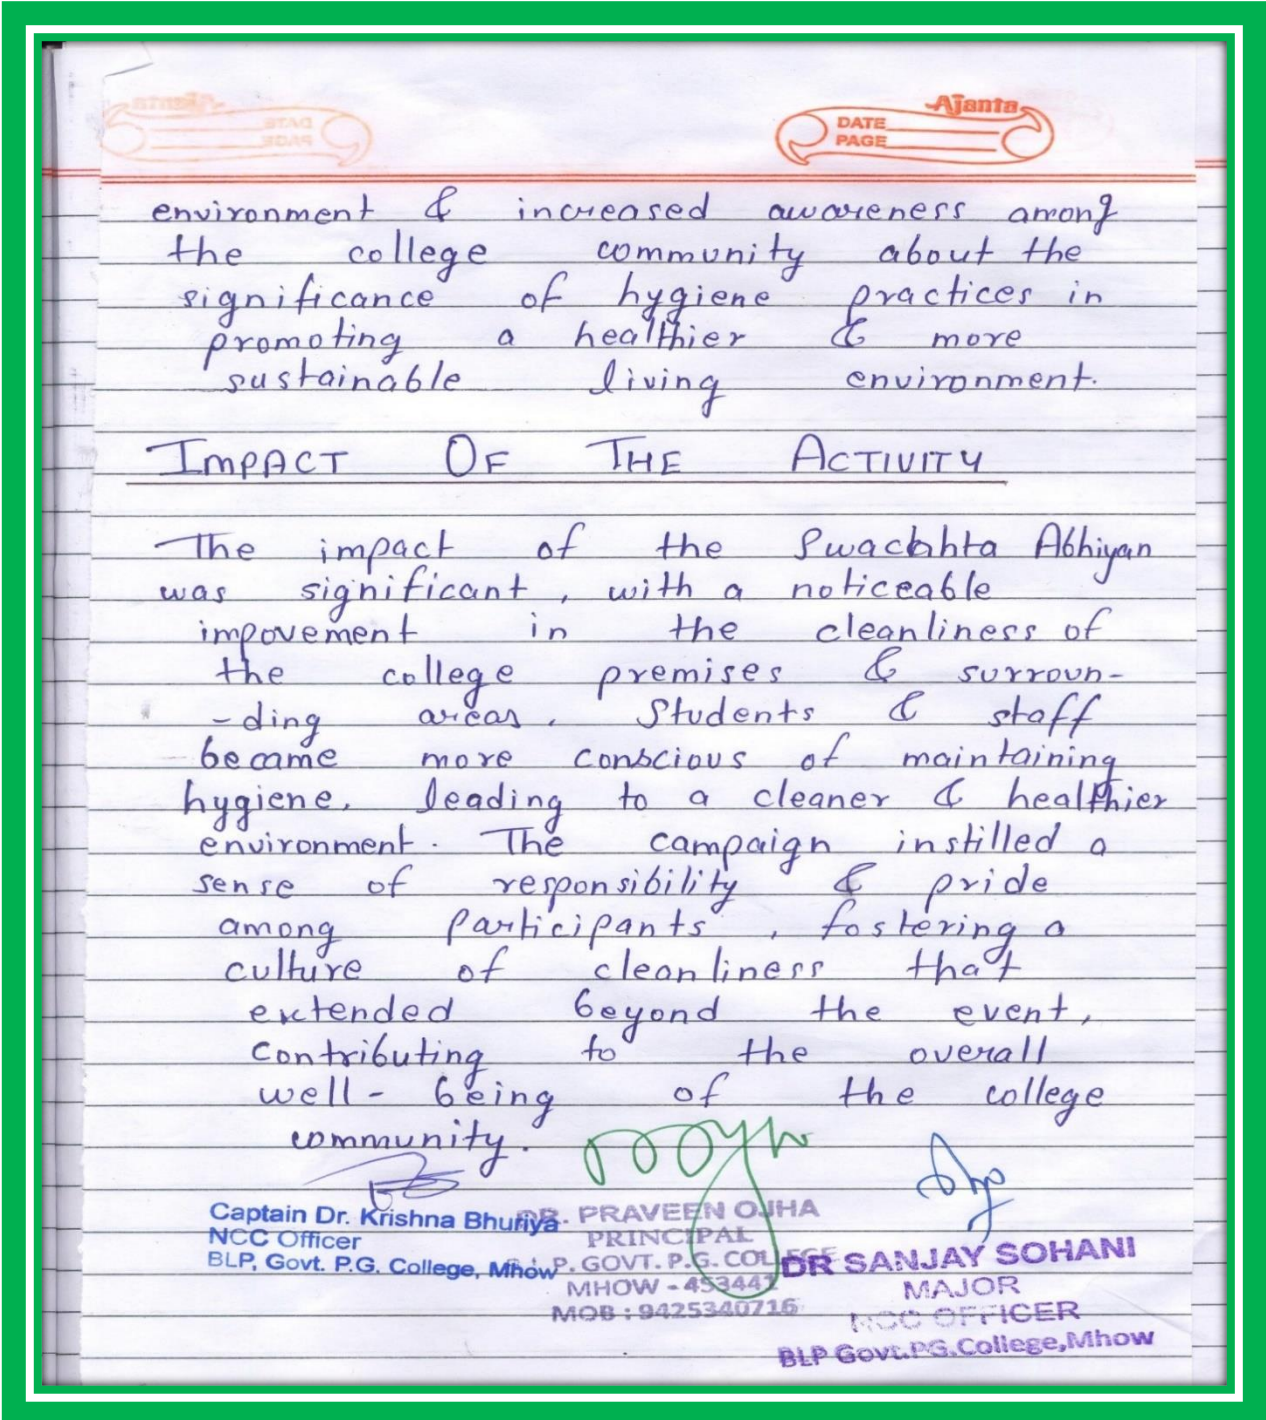 Ajanta
DATE
PAGE
environment & increased awareness among
the college community about the
significance of hygiene practices in
promoting a healthier & more
sustainable living environment.
IMPACT OF THE ACTIVITY
The impact of the Swachhta Abhiyan
was significant, with a noticeable
impovement in the cleanliness of
the college premises & surroun-
-ding areas. Students & staff
became more conscious of maintaining
hygiene, leading to a cleaner & healthier
environment. The campaign instilled a
sense of responsibility & pride
among participants, fostering a
culture of cleanliness that
extended beyond the event,
contributing to the overall
well-being of the college
community.
Captain Dr. Krishna Bhuriya
NCC Officer
BLP, Govt. P.G. College, Mhow
DR. PRAVEEN OJHA
PRINCIPAL
B.L.P. GOVT. P.G. COLLEGE
MHOW - 453441
MOB : 9425340716
DR SANJAY SOHANI
MAJOR
NCC OFFICER
BLP Govt.PG.College,Mhow